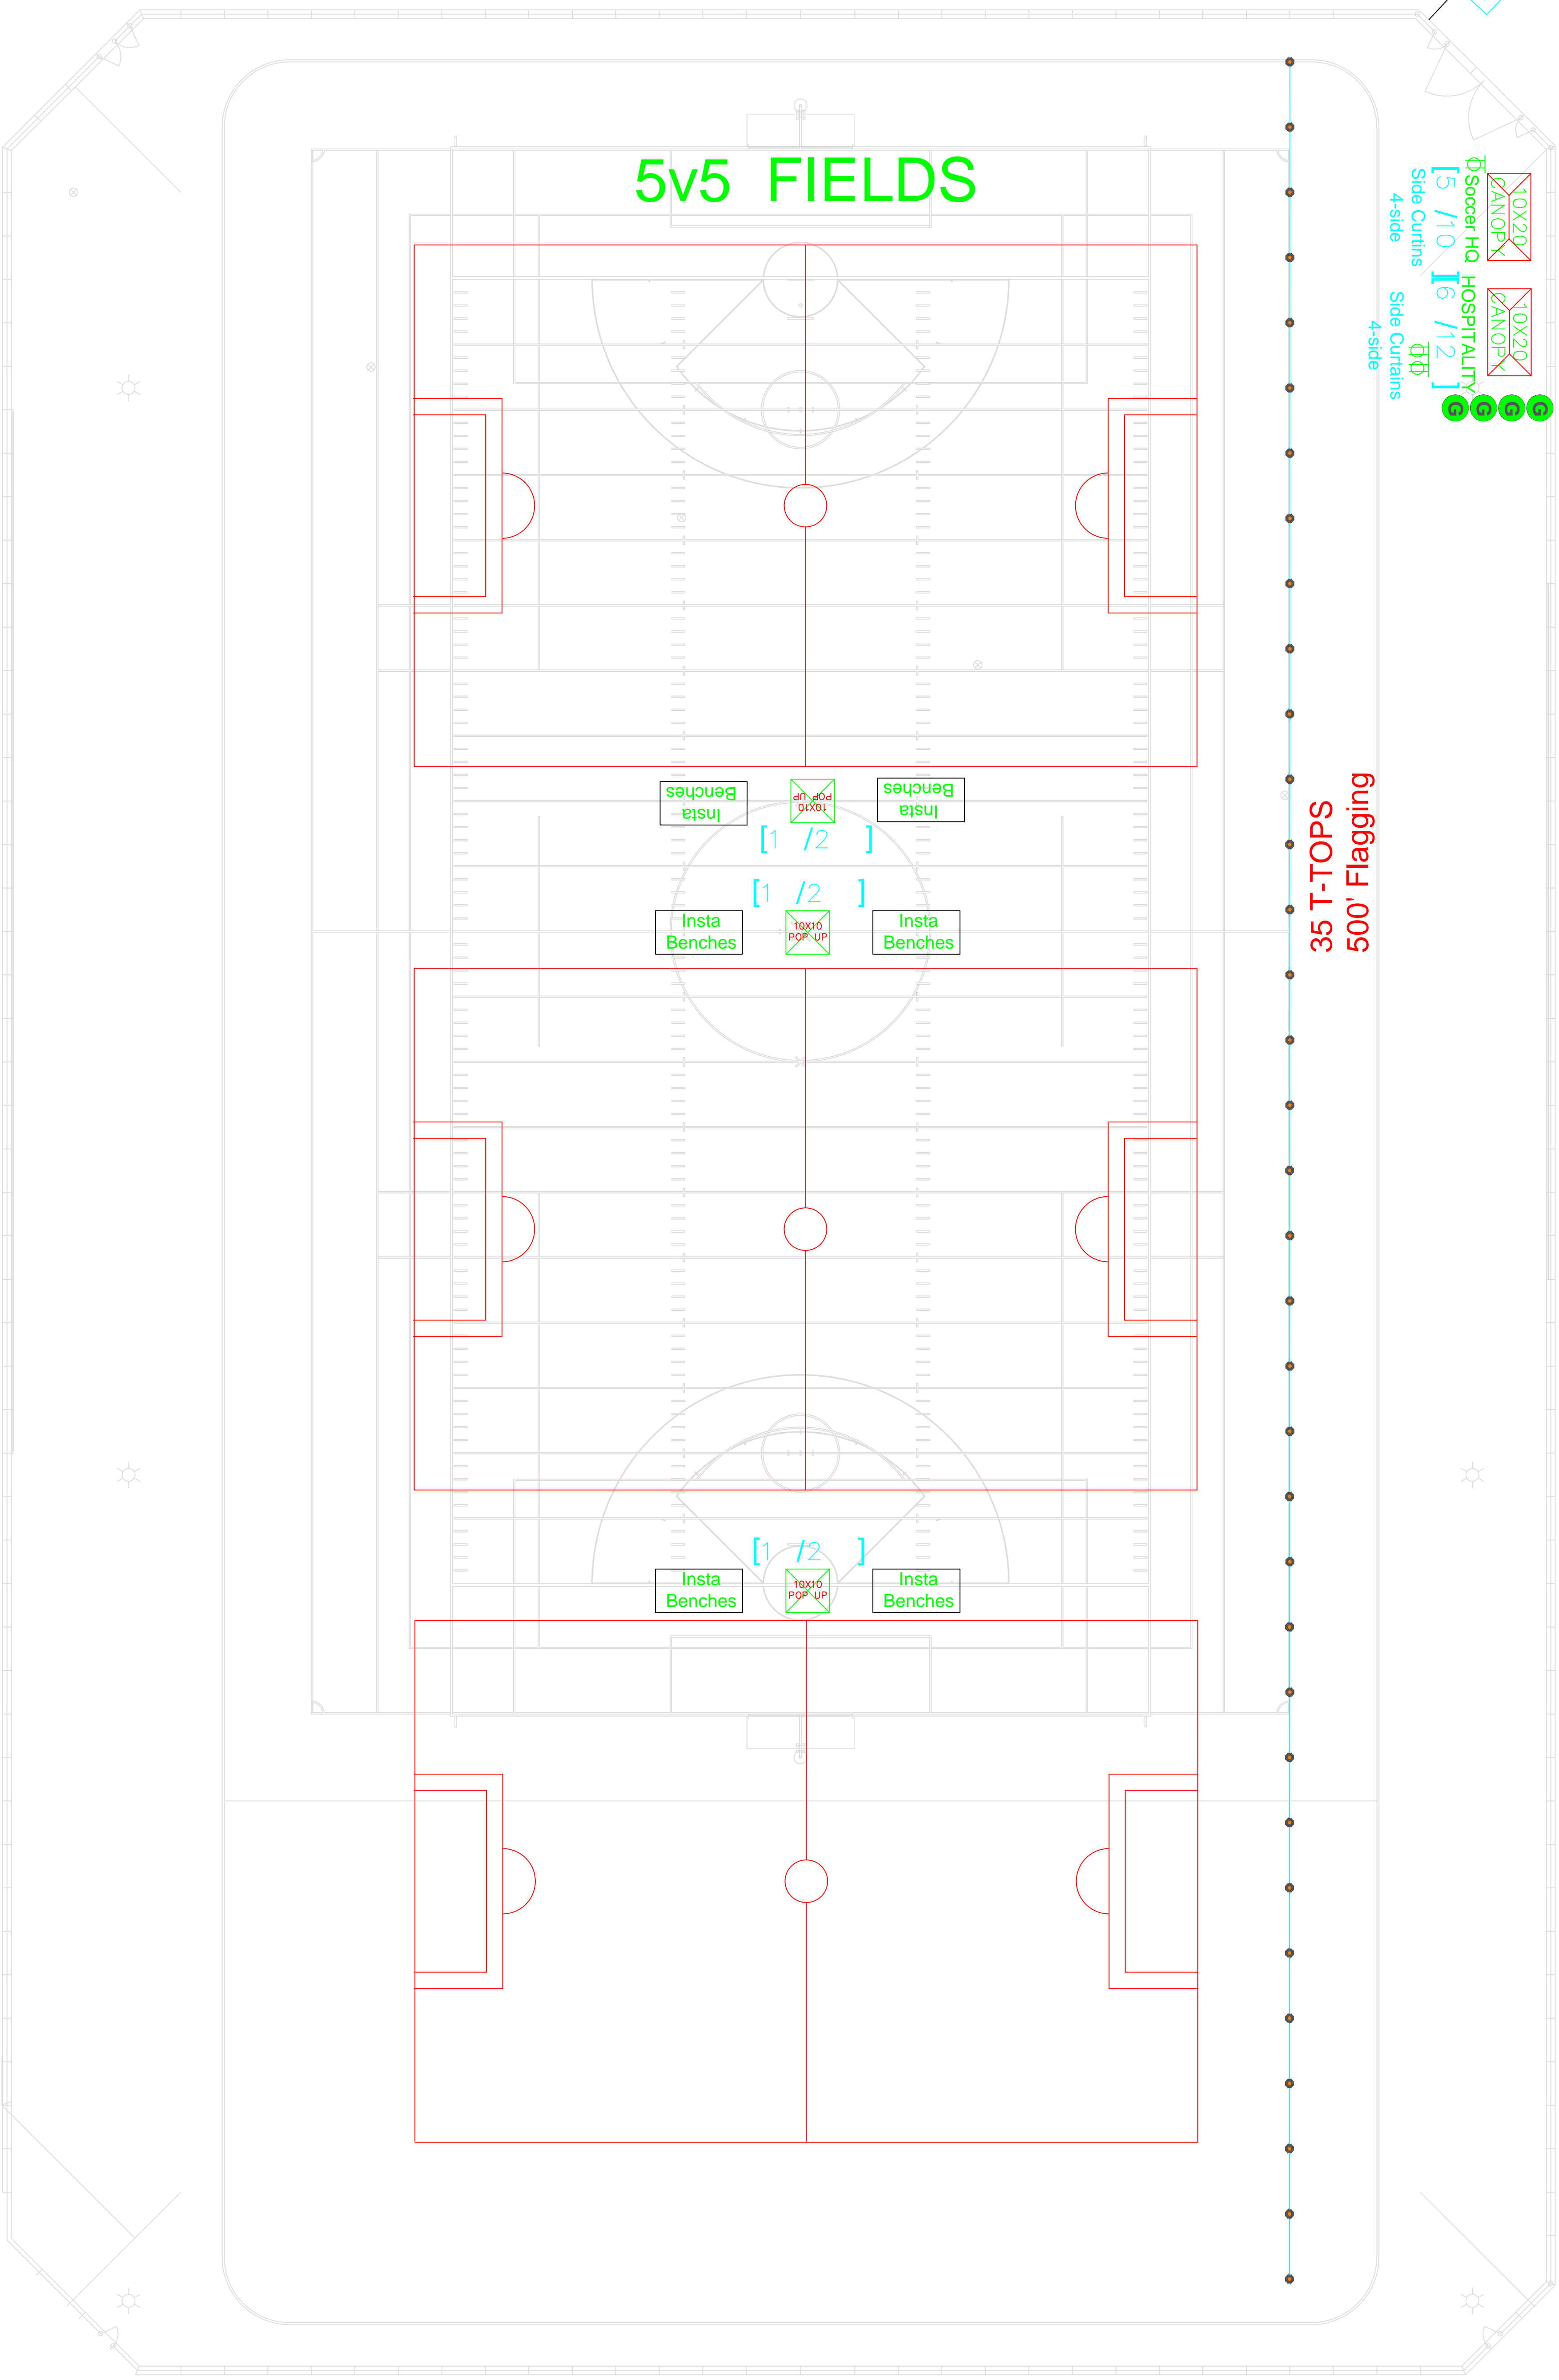 5v5 FIELDS
10X20
CANOPY
Soccer HQ
[5 /10 ]
Side Curtins
4-side
10X20
CANOPY
HOSPITALITY
[6 /12 ]
Side Curtains
4-side
G G G G
Insta
Benches
10X10
POP UP
Insta
Benches
[1 /2 ]
[1 /2 ]
Insta
Benches
10X10
POP UP
Insta
Benches
35 T-TOPS
500' Flagging
[1 /2 ]
Insta
Benches
10X10
POP UP
Insta
Benches